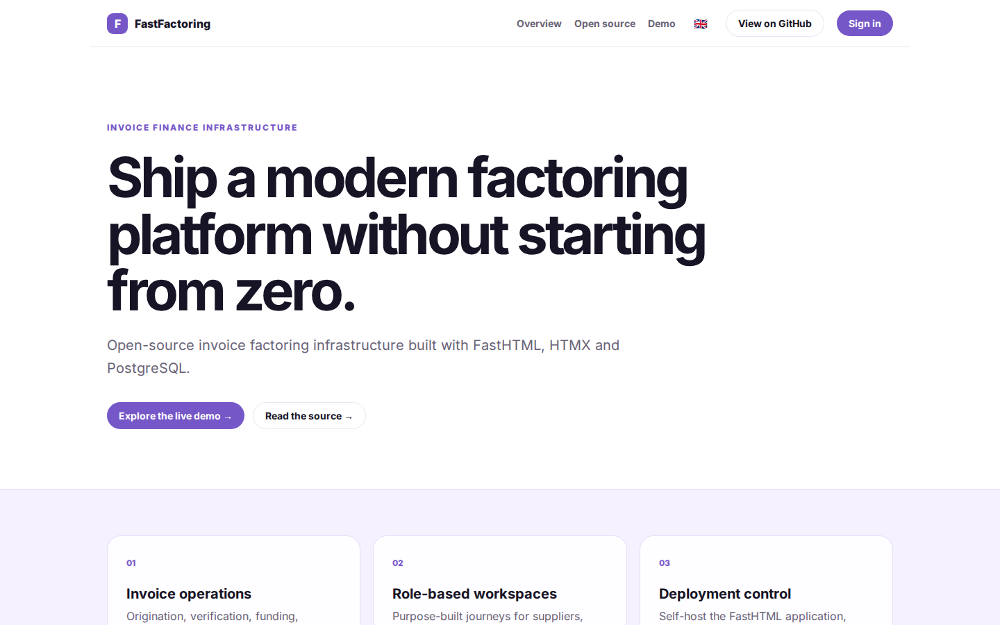 F FastFactoring
Overview Open source Demo View on GitHub Sign in
INVOICE FINANCE INFRASTRUCTURE
Ship a modern factoring
platform without starting
from zero.
Open-source invoice factoring infrastructure built with FastHTML, HTMX and
PostgreSQL.
Explore the live demo → Read the source →
01
Invoice operations
Origination, verification, funding,
02
Role-based workspaces
Purpose-built journeys for suppliers,
03
Deployment control
Self-host the FastHTML application,